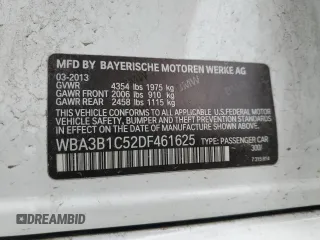 MFD BY BAYERISCHE MOTOREN WERKE AG
03-2013
GVWR 4354 lbs 1975 kg
GAWR FRONT 2006 lbs 910 kg
GAWR REAR 2458 lbs 1115 kg
THIS VEHICLE CONFORMS TO ALL APPLICABLE
U.S. FEDERAL MOTOR VEHICLE SAFETY, BUMPER, AND
THEFT PREVENTION STANDARDS IN EFFECT ON THE
DATE OF MANUFACTURE SHOWN ABOVE.
WBA3B1C52DF461625 TYPE: PASSENGER CAR
300/
© DREAMBID